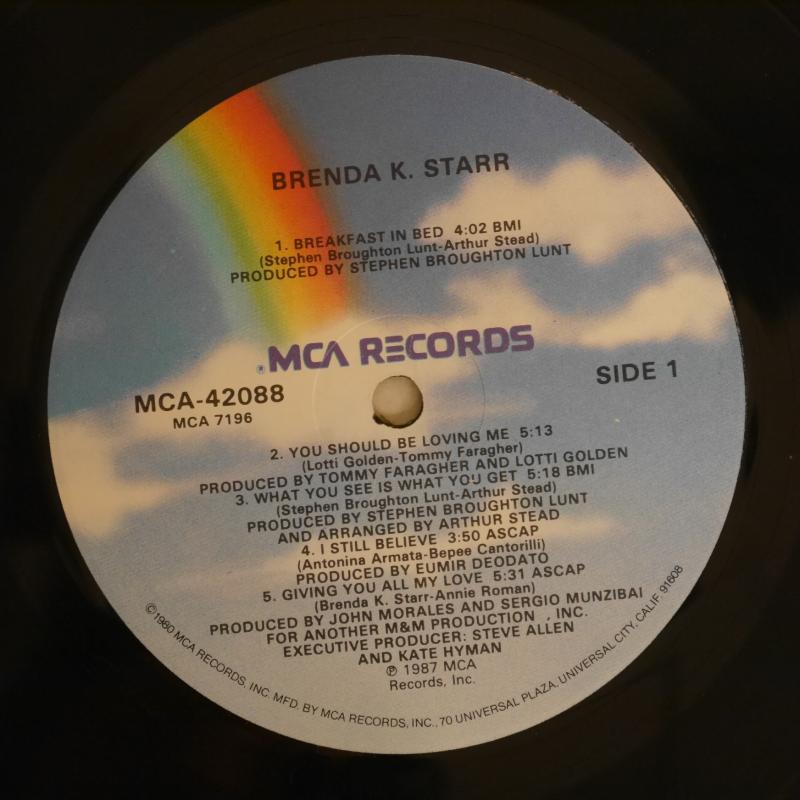 BRENDA K. STARR
1. BREAKFAST IN BED 4:02 BMI
(Stephen Broughton Lunt-Arthur Stead)
PRODUCED BY STEPHEN BROUGHTON LUNT
® MCA RECORDS
MCA-42088
MCA 7196
SIDE 1
2. YOU SHOULD BE LOVING ME 5:13
(Lotti Golden-Tommy Faragher)
PRODUCED BY TOMMY FARAGHER AND LOTTI GOLDEN
3. WHAT YOU SEE IS WHAT YOU GET 5:18 BMI
(Stephen Broughton Lunt-Arthur Stead)
PRODUCED BY STEPHEN BROUGHTON LUNT
AND ARRANGED BY ARTHUR STEAD
4. I STILL BELIEVE 3:50 ASCAP
(Antonina Armata-Bepee Cantorilli)
PRODUCED BY EUMIR DEODATO
5. GIVING YOU ALL MY LOVE 5:31 ASCAP
(Brenda K. Starr-Annie Roman)
PRODUCED BY JOHN MORALES AND SERGIO MUNZIBAI
FOR ANOTHER M&M PRODUCTION , INC.
EXECUTIVE PRODUCER: STEVE ALLEN
AND KATE HYMAN
℗ 1987 MCA
Records, Inc.
©1980 MCA RECORDS, INC. MFD. BY MCA RECORDS, INC., 70 UNIVERSAL PLAZA, UNIVERSAL CITY, CALIF. 91608